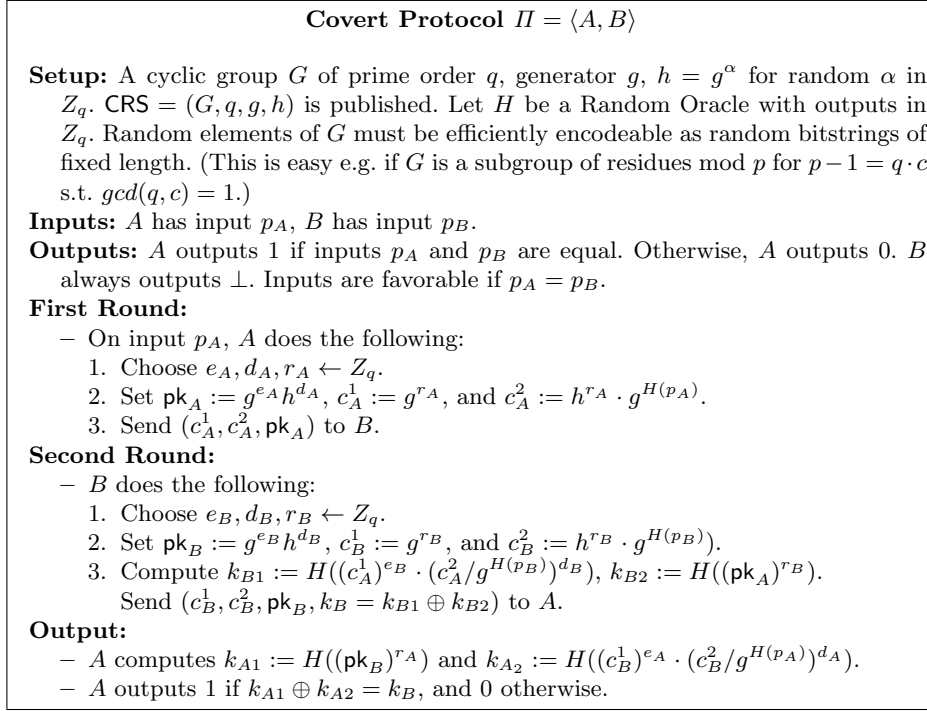 Covert Protocol Π = ⟨A, B⟩
Setup: A cyclic group G of prime order q, generator g, h = g^α for random α in
Z_q. CRS = (G, q, g, h) is published. Let H be a Random Oracle with outputs in
Z_q. Random elements of G must be efficiently encodeable as random bitstrings of
fixed length. (This is easy e.g. if G is a subgroup of residues mod p for p − 1 = q · c
s.t. gcd(q, c) = 1.)
Inputs: A has input p_A, B has input p_B.
Outputs: A outputs 1 if inputs p_A and p_B are equal. Otherwise, A outputs 0. B
always outputs ⊥. Inputs are favorable if p_A = p_B.
First Round:
– On input p_A, A does the following:
1. Choose e_A, d_A, r_A ← Z_q.
2. Set pk_A := g^{e_A} h^{d_A}, c_A^1 := g^{r_A}, and c_A^2 := h^{r_A} · g^{H(p_A)}.
3. Send (c_A^1, c_A^2, pk_A) to B.
Second Round:
– B does the following:
1. Choose e_B, d_B, r_B ← Z_q.
2. Set pk_B := g^{e_B} h^{d_B}, c_B^1 := g^{r_B}, and c_B^2 := h^{r_B} · g^{H(p_B)}).
3. Compute k_{B1} := H((c_A^1)^{e_B} · (c_A^2/g^{H(p_B)})^{d_B}), k_{B2} := H((pk_A)^{r_B}).
Send (c_B^1, c_B^2, pk_B, k_B = k_{B1} ⊕ k_{B2}) to A.
Output:
– A computes k_{A1} := H((pk_B)^{r_A}) and k_{A_2} := H((c_B^1)^{e_A} · (c_B^2/g^{H(p_A)})^{d_A}).
– A outputs 1 if k_{A1} ⊕ k_{A2} = k_B, and 0 otherwise.